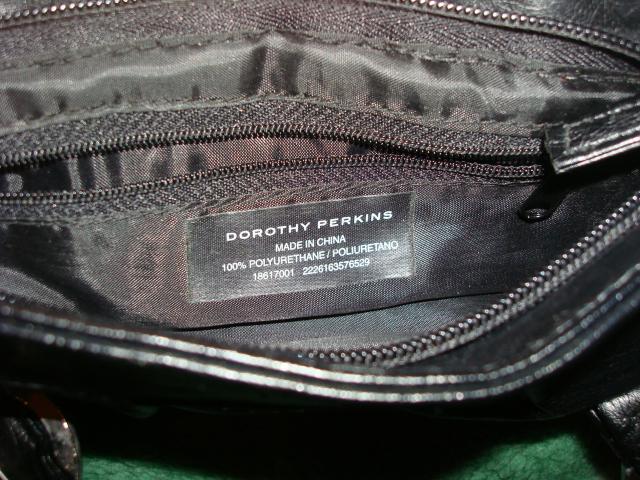 DOROTHY PERKINS
MADE IN CHINA
100% POLYURETHANE / POLIURETANO
18617001 2226163576529